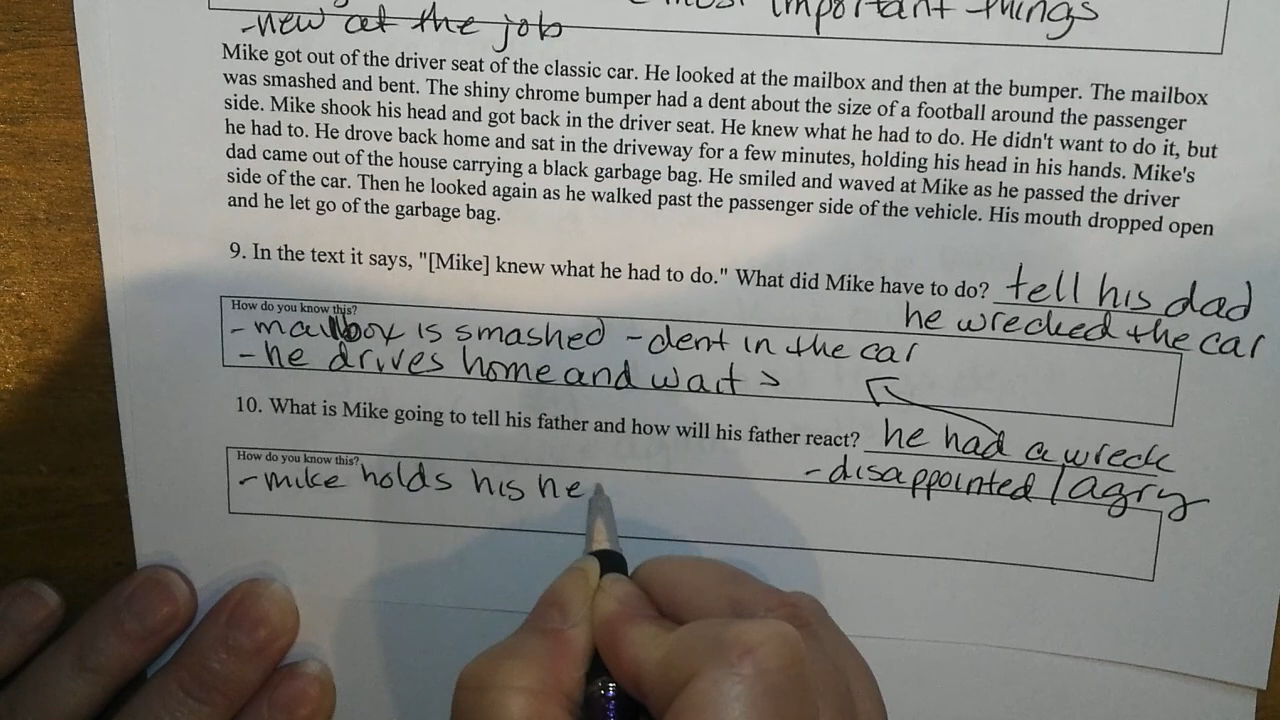 most important things
-new at the job
Mike got out of the driver seat of the classic car. He looked at the mailbox and then at the bumper. The mailbox
was smashed and bent. The shiny chrome bumper had a dent about the size of a football around the passenger
side. Mike shook his head and got back in the driver seat. He knew what he had to do. He didn't want to do it, but
he had to. He drove back home and sat in the driveway for a few minutes, holding his head in his hands. Mike's
dad came out of the house carrying a black garbage bag. He smiled and waved at Mike as he passed the driver
side of the car. Then he looked again as he walked past the passenger side of the vehicle. His mouth dropped open
and he let go of the garbage bag.
9. In the text it says, "[Mike] knew what he had to do." What did Mike have to do? tell his dad
he wrecked the car
How do you know this?
-mailbox is smashed -dent in the car
-he drives home and waits
10. What is Mike going to tell his father and how will his father react? he had a wreck
-disappointed/agry
How do you know this?
-mike holds his he